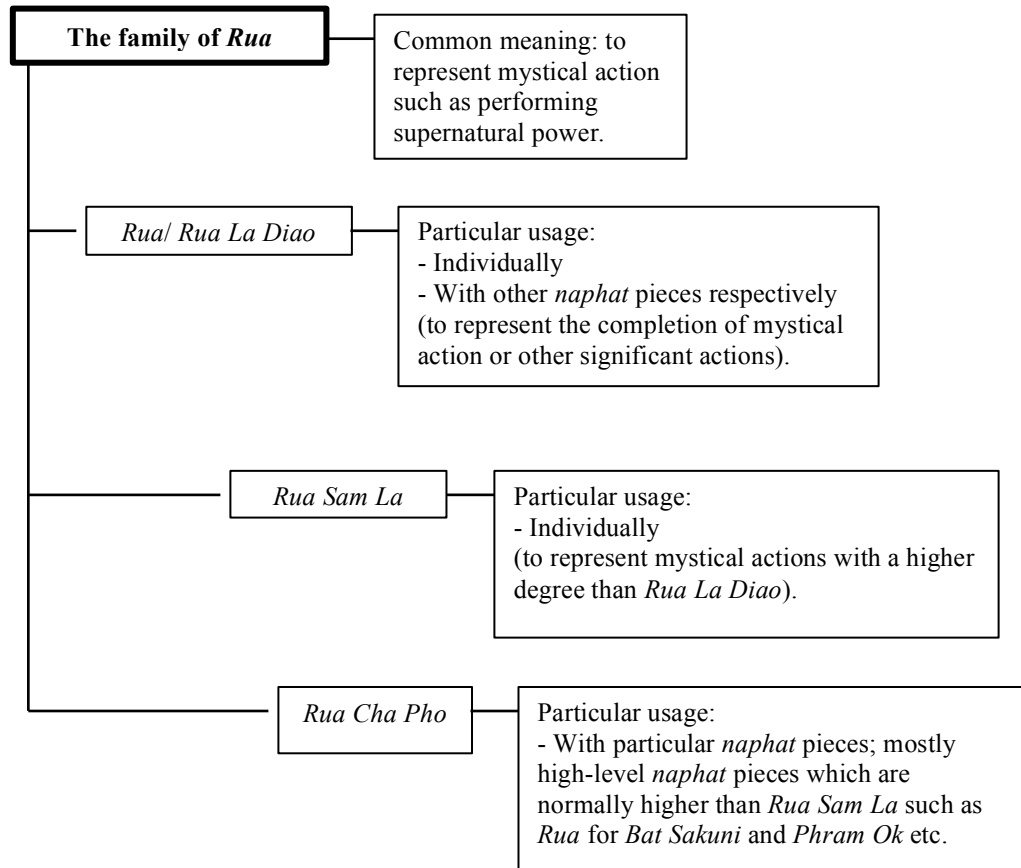 The family of Rua
Common meaning: to
represent mystical action
such as performing
supernatural power.
Rua/ Rua La Diao
Particular usage:
- Individually
- With other naphat pieces respectively
(to represent the completion of mystical
action or other significant actions).
Rua Sam La
Particular usage:
- Individually
(to represent mystical actions with a higher
degree than Rua La Diao).
Rua Cha Pho
Particular usage:
- With particular naphat pieces; mostly
high-level naphat pieces which are
normally higher than Rua Sam La such as
Rua for Bat Sakuni and Phram Ok etc.